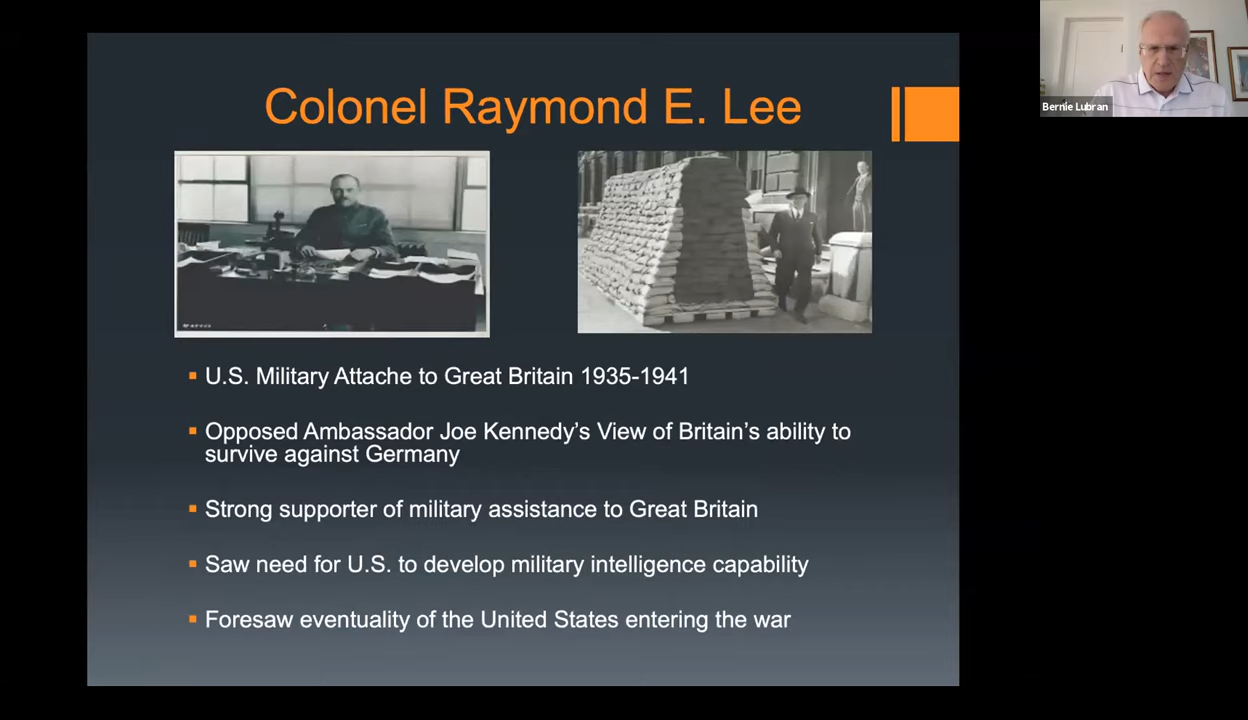 Colonel Raymond E. Lee
Bernie Lubran
U.S. Military Attache to Great Britain 1935-1941
Opposed Ambassador Joe Kennedy's View of Britain's ability to
survive against Germany
Strong supporter of military assistance to Great Britain
Saw need for U.S. to develop military intelligence capability
Foresaw eventuality of the United States entering the war